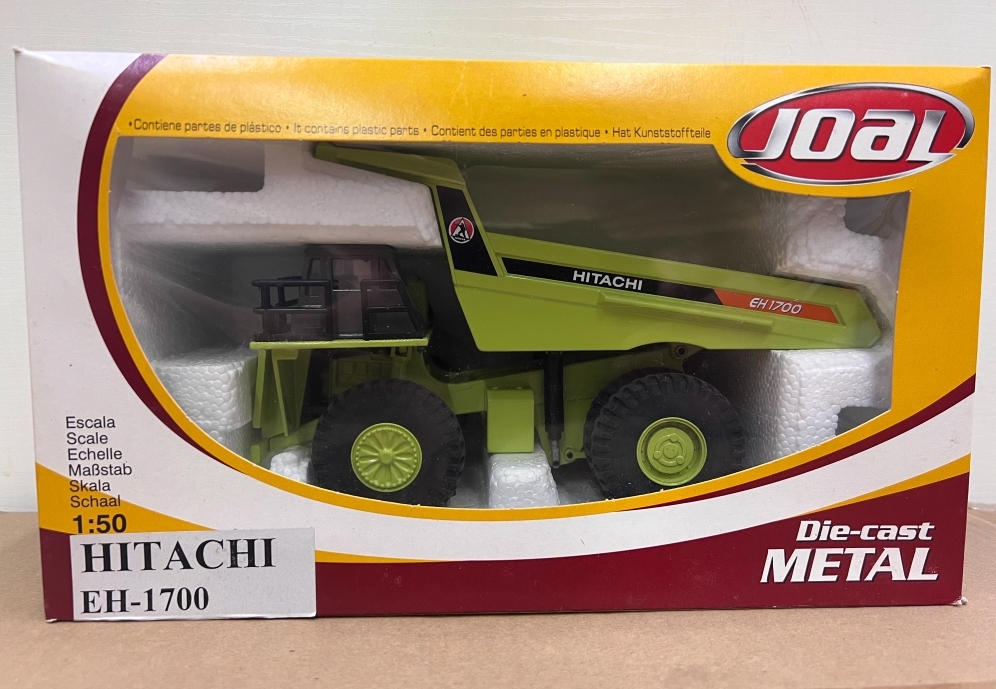 •Contiene partes de plástico • It contains plastic parts • Contient des parties en plastique • Hat Kunststoffteile
JOAL
HITACHI
EH1700
Escala
Scale
Echelle
Maßstab
Skala
Schaal
1:50
HITACHI
EH-1700
Die-cast
METAL